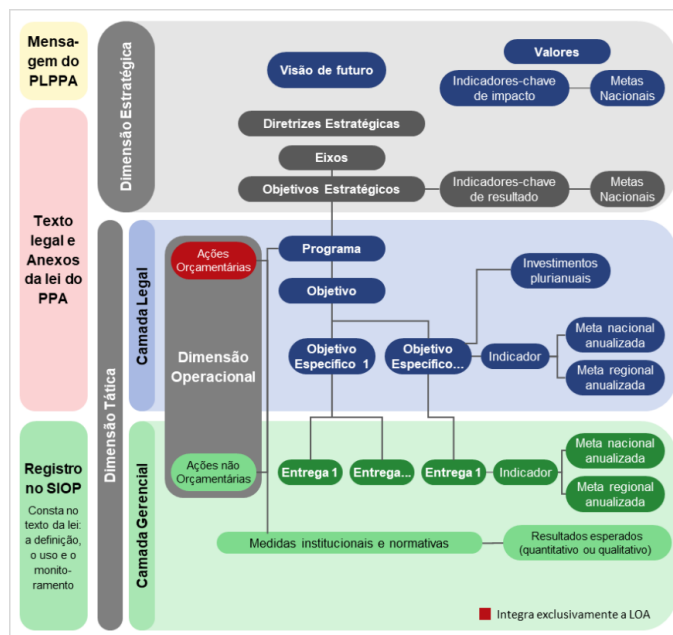 Mensa-
gem do
PLPPA
Texto
legal e
Anexos
da lei do
PPA
Registro
no SIOP
Consta no
texto da lei:
a definição,
o uso e o
monito-
ramento
Dimensão Estratégica
Visão de futuro
Valores
Indicadores-chave
de impacto
Metas
Nacionais
Diretrizes Estratégicas
Eixos
Objetivos Estratégicos
Indicadores-chave
de resultado
Metas
Nacionais
Dimensão Tática
Camada Legal
Ações
Orçamentárias
Dimensão
Operacional
Programa
Objetivo
Investimentos
plurianuais
Objetivo
Específico 1
Objetivo
Específico...
Indicador
Meta nacional
anualizada
Meta regional
anualizada
Camada Gerencial
Ações não
Orçamentárias
Entrega 1
Entrega...
Entrega 1
Indicador
Meta nacional
anualizada
Meta regional
anualizada
Medidas institucionais e normativas
Resultados esperados
(quantitativo ou qualitativo)
Integra exclusivamente a LOA